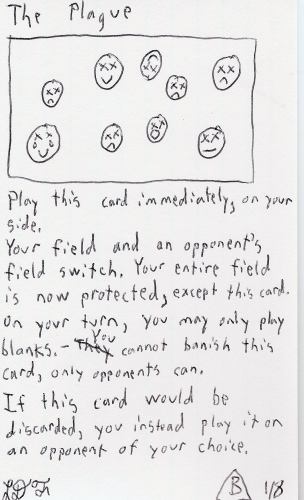 The Plague
Play this card immediately, on your
side.
Your field and an opponent's
field switch. Your entire field
is now protected, except this card.
On your turn, you may only play
blanks. - You cannot banish this
card, only opponents can.
If this card would be
discarded, you instead play it on
an opponent of your choice.
B 1/8